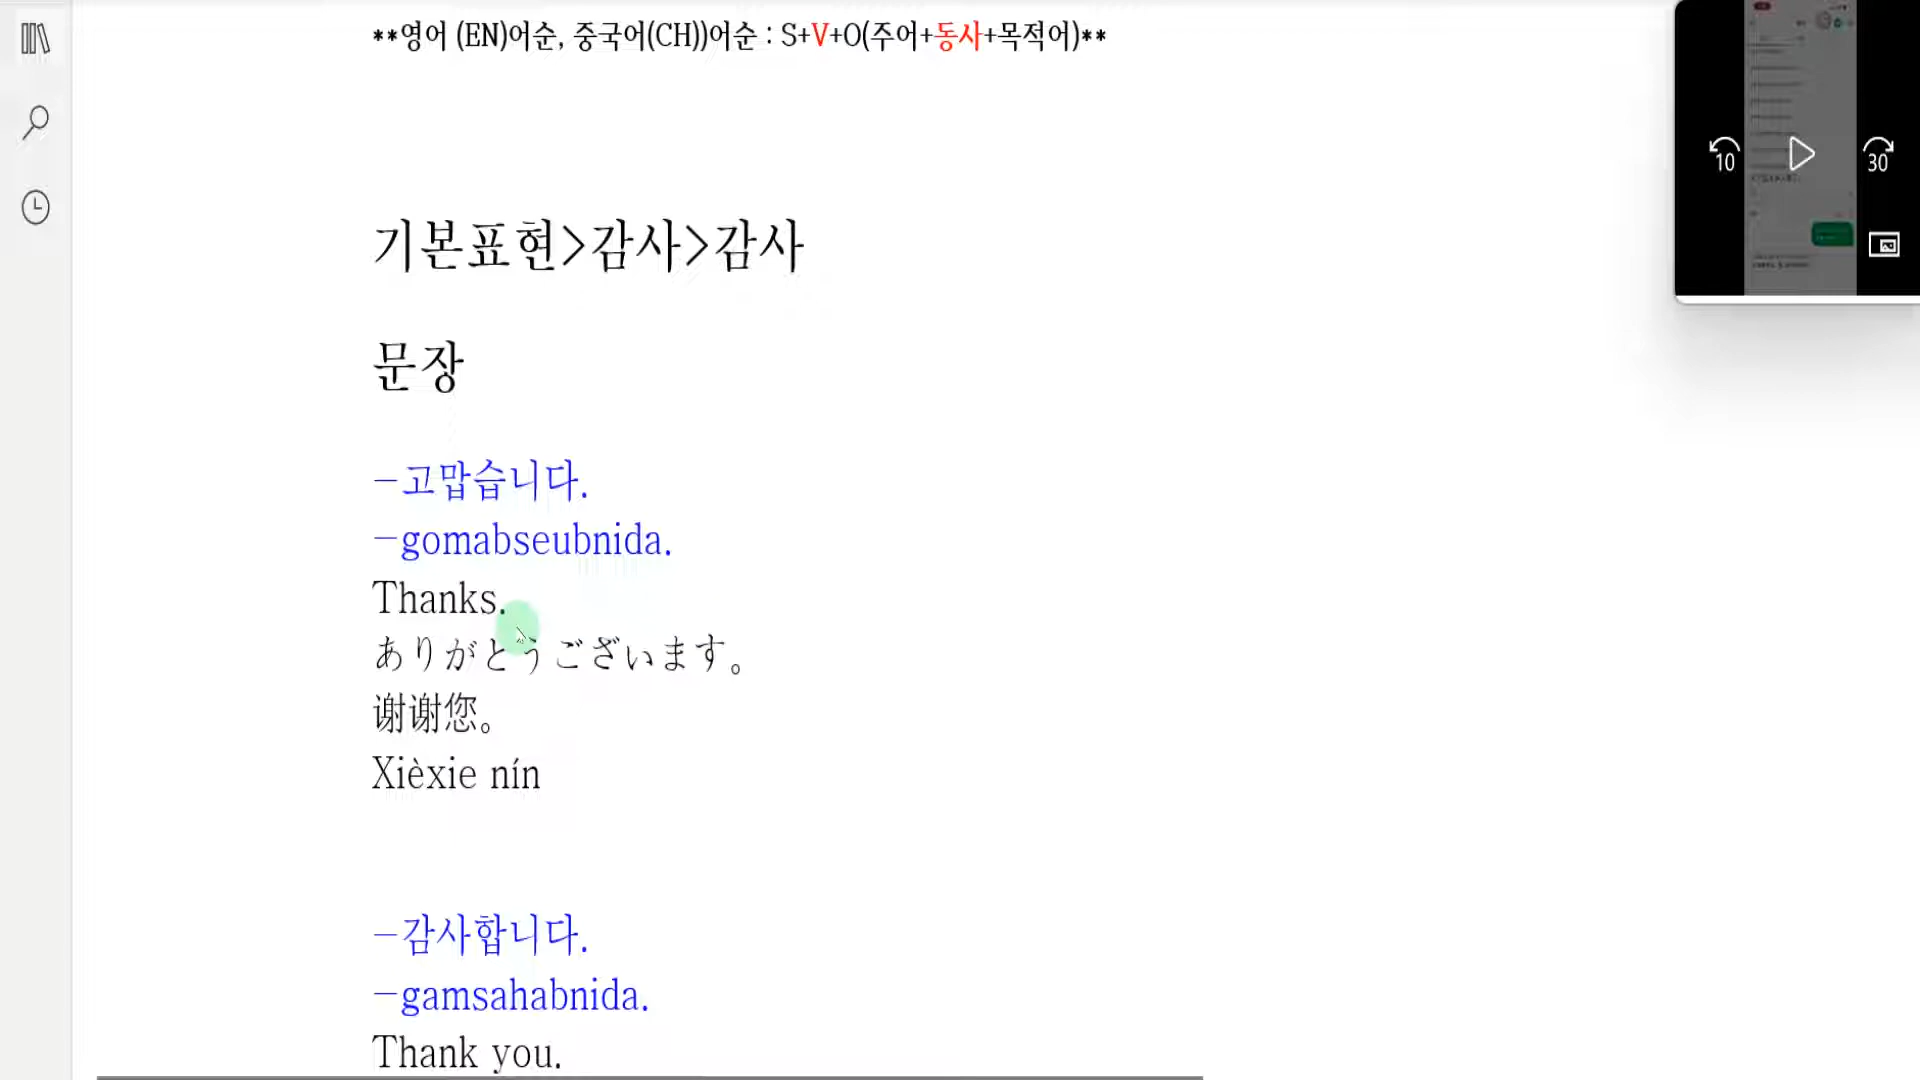 **영어 (EN)어순, 중국어(CH))어순 : S+V+O(주어+동사+목적어)**
기본표현>감사>감사
문장
-고맙습니다.
-gomabseubnida.
Thanks.
ありがとうございます。
谢谢您。
Xièxie nín
-감사합니다.
-gamsahabnida.
Thank you.
10
30